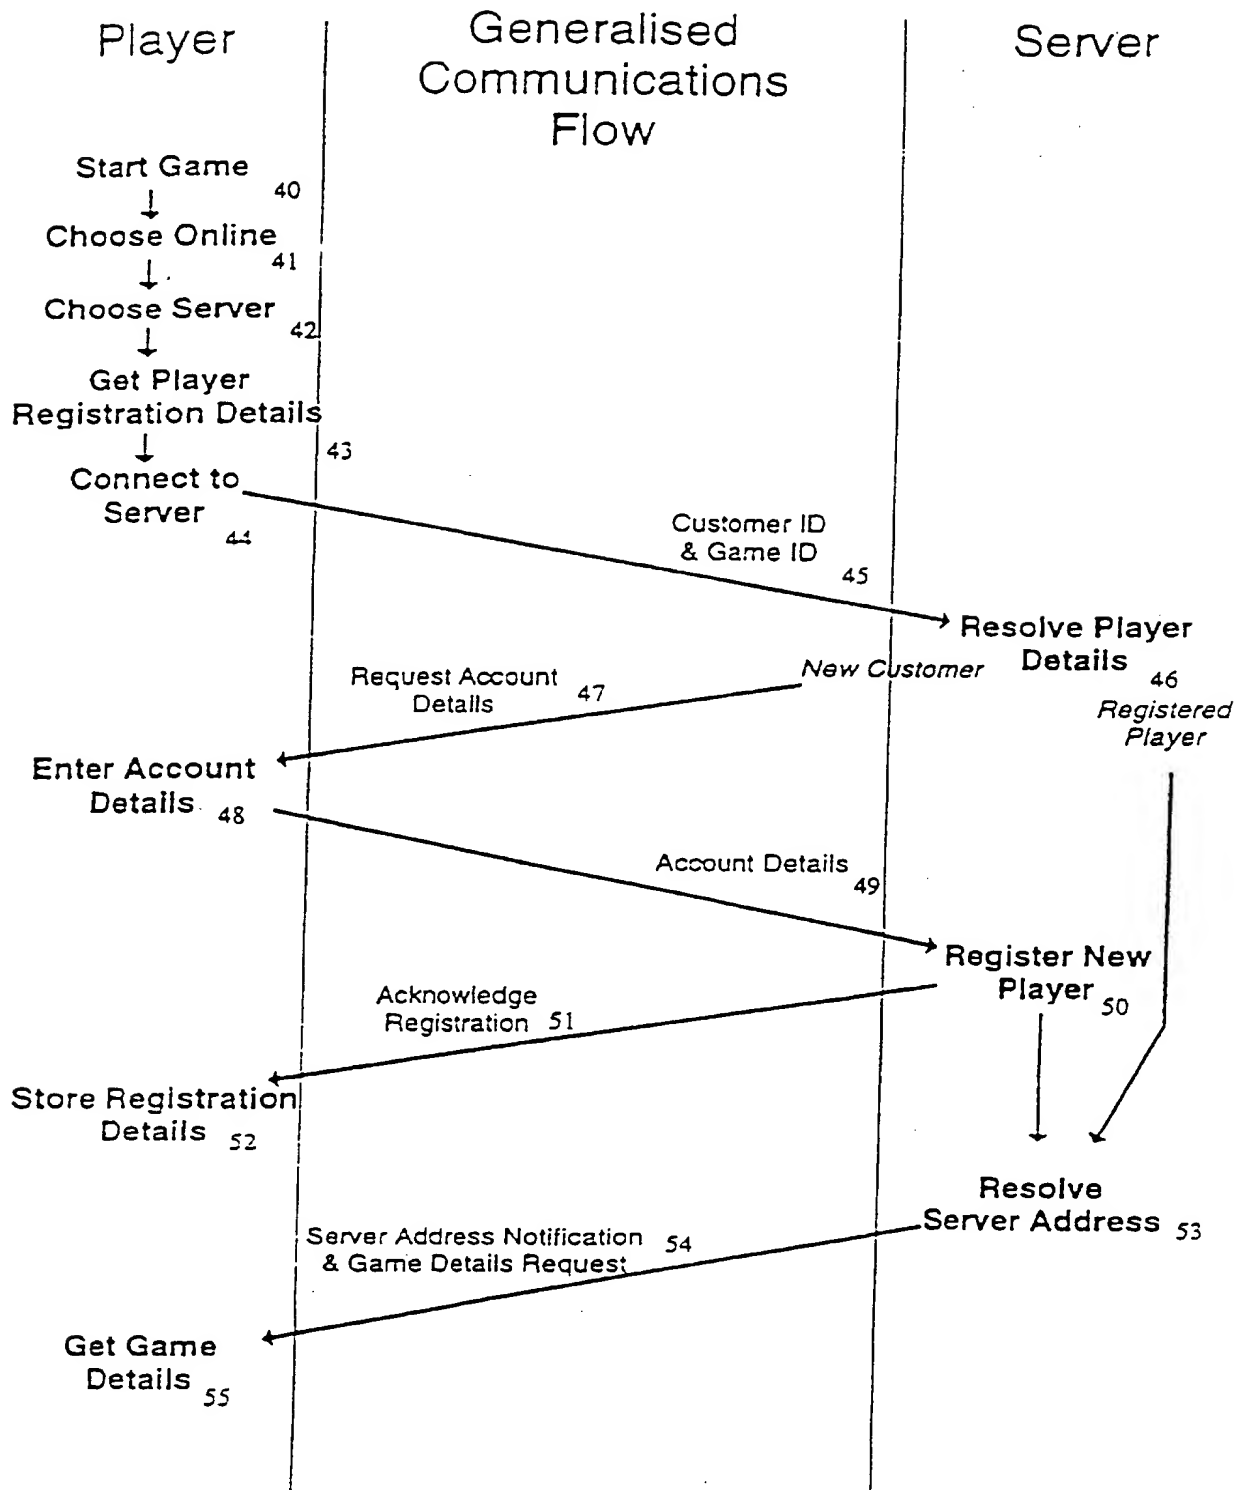 Player
Generalised
Communications
Flow
Server
Start Game
40
Choose Online
41
Choose Server
42
Get Player
Registration Details
43
Connect to
Server
44
Customer ID
& Game ID
45
Resolve Player
Details
46
New Customer
Registered
Player
Request Account
Details
47
Enter Account
Details
48
Account Details
49
Register New
Player
50
Acknowledge
Registration
51
Store Registration
Details
52
Resolve
Server Address
53
Server Address Notification
& Game Details Request
54
Get Game
Details
55